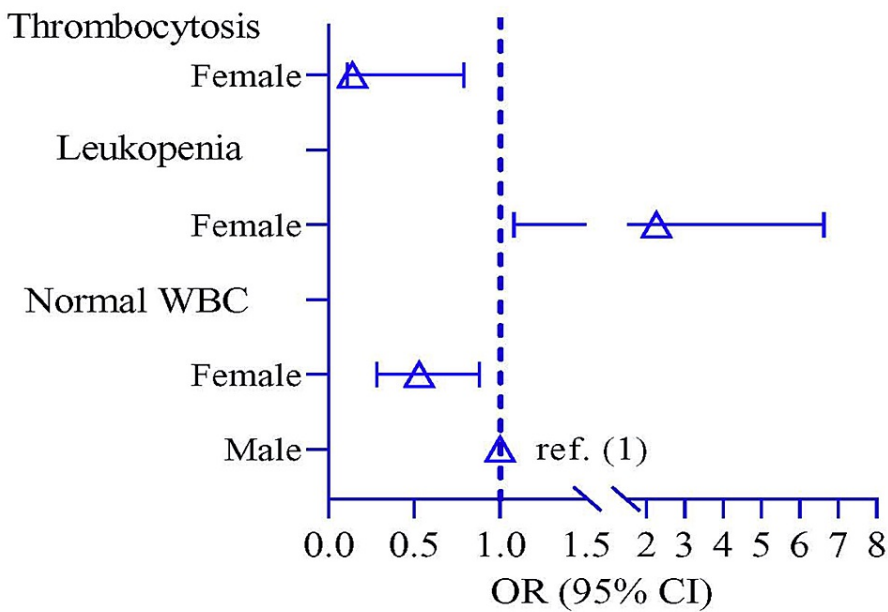 Thrombocytosis
Female
Leukopenia
Female
Normal WBC
Female
Male ref. (1)
0.0 0.5 1.0 1.5 2 3 4 5 6 7 8
OR (95% CI)